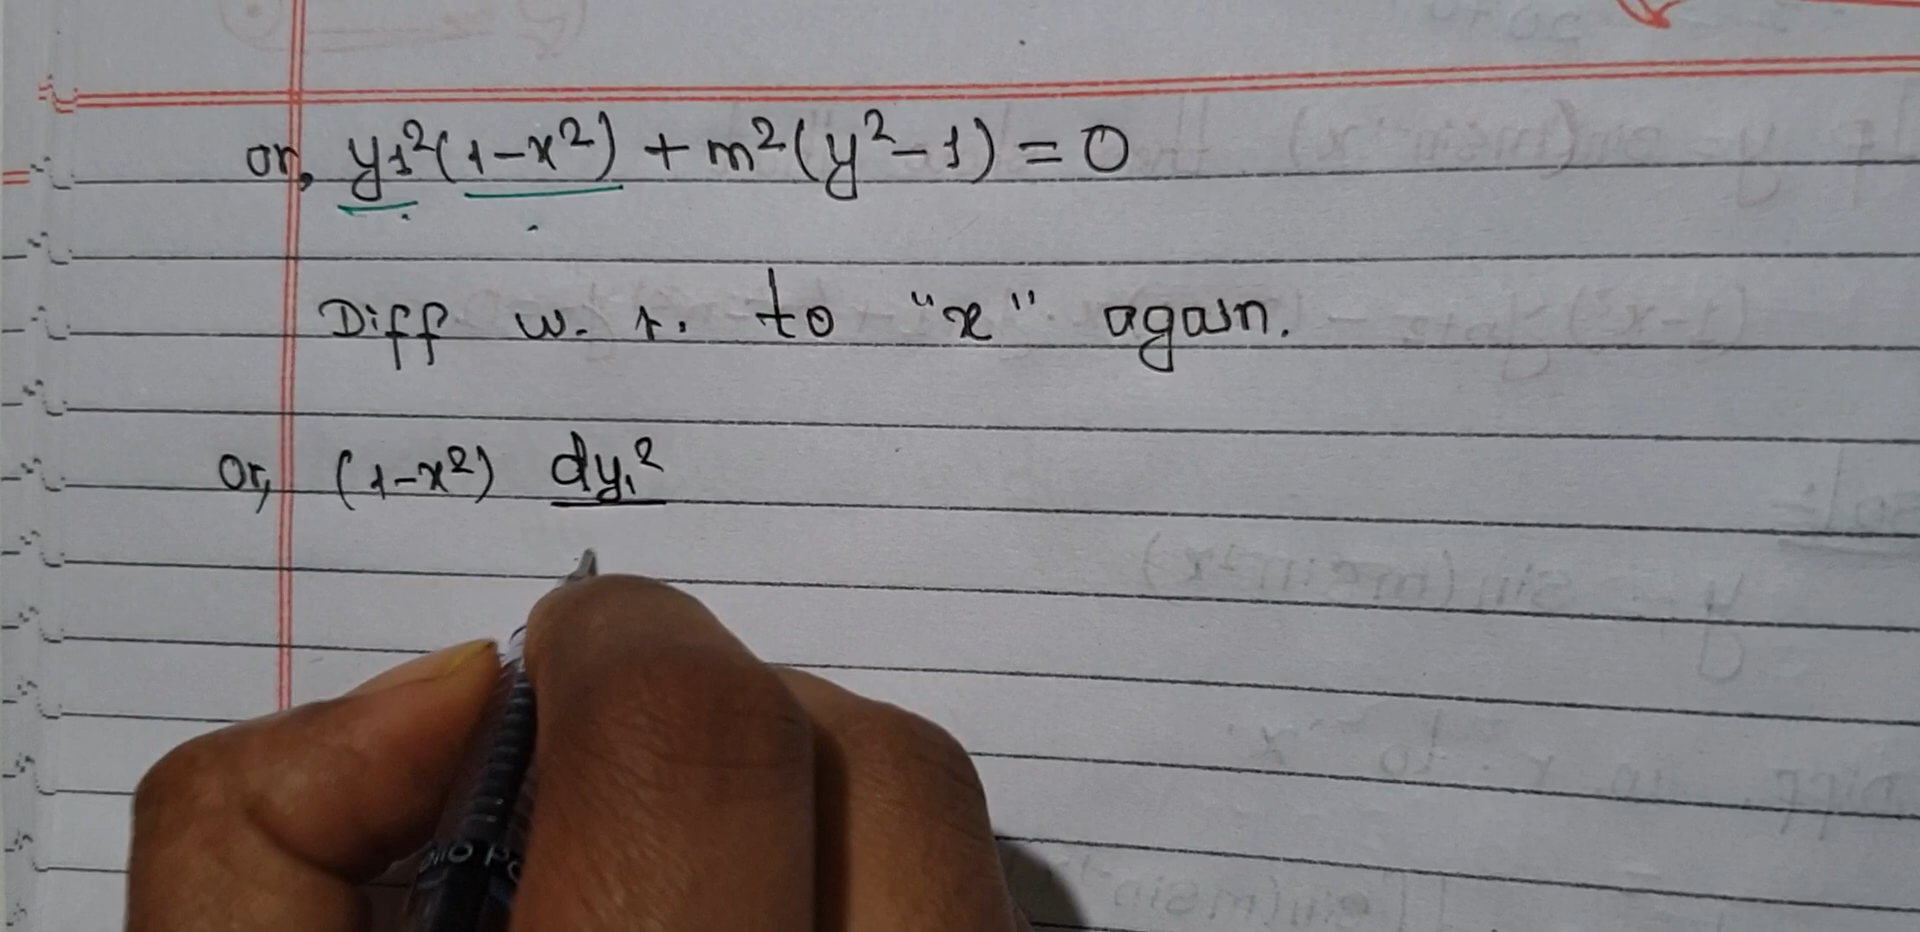 or, y₁²(1-x²) + m²(y²-1) = 0
Diff w. r. to "x" again.
Or, (1-x²) dy₁²